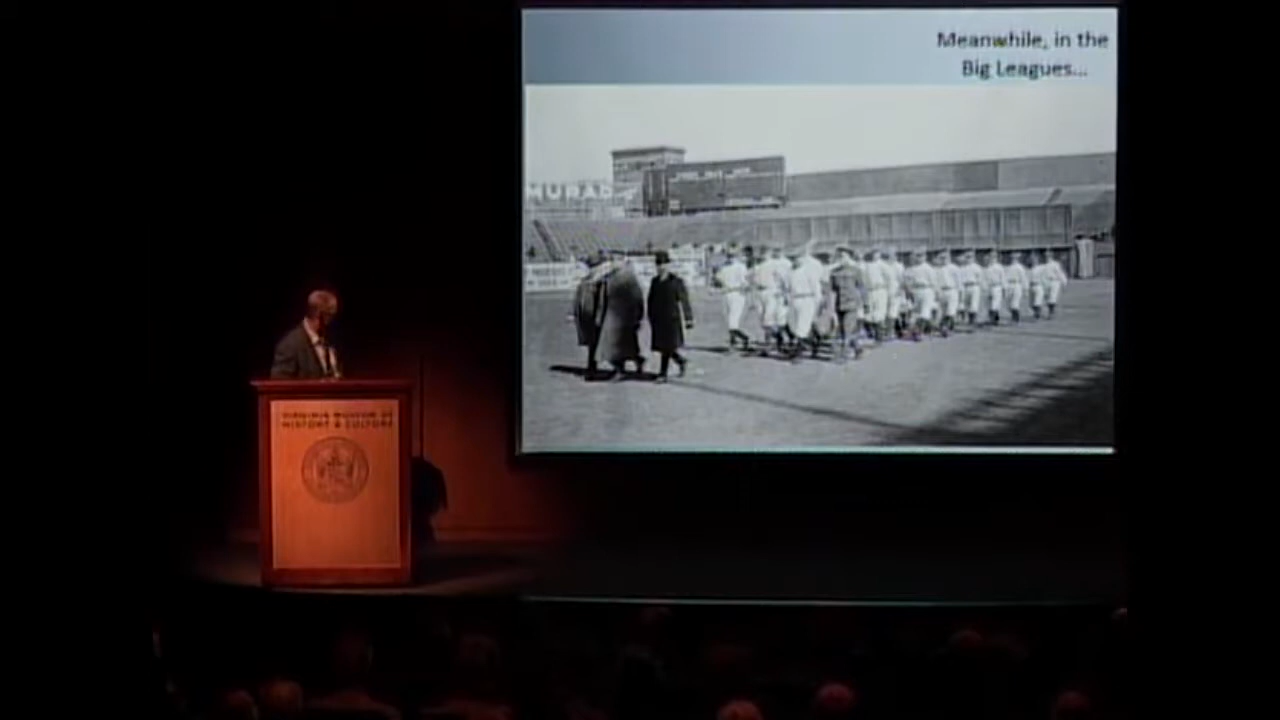 Meanwhile, in the
Big Leagues...
MURAD
VIRGINIA MUSEUM OF
HISTORY & CULTURE